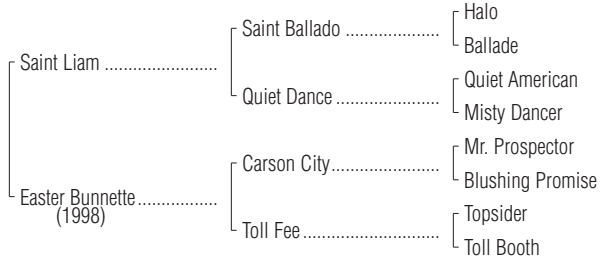 Halo
Saint Ballado ....................
Ballade
Saint Liam ........................
Quiet American
Quiet Dance ......................
Misty Dancer
Mr. Prospector
Carson City.......................
Blushing Promise
Easter Bunnette.................
(1998)
Topsider
Toll Fee .............................
Toll Booth